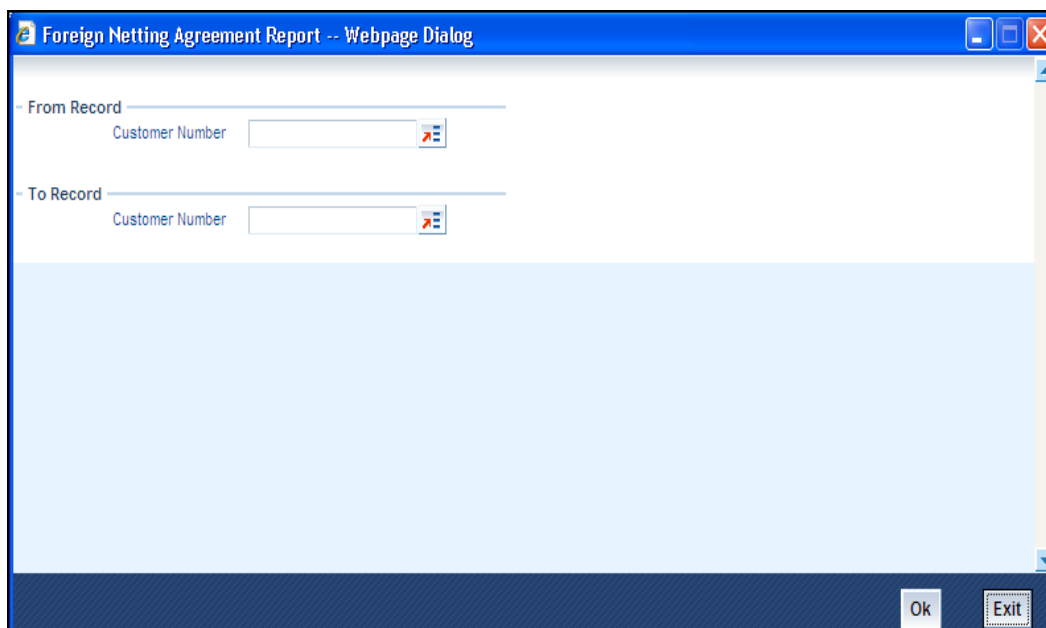 Foreign Netting Agreement Report -- Webpage Dialog
From Record
Customer Number
To Record
Customer Number
Ok
Exit